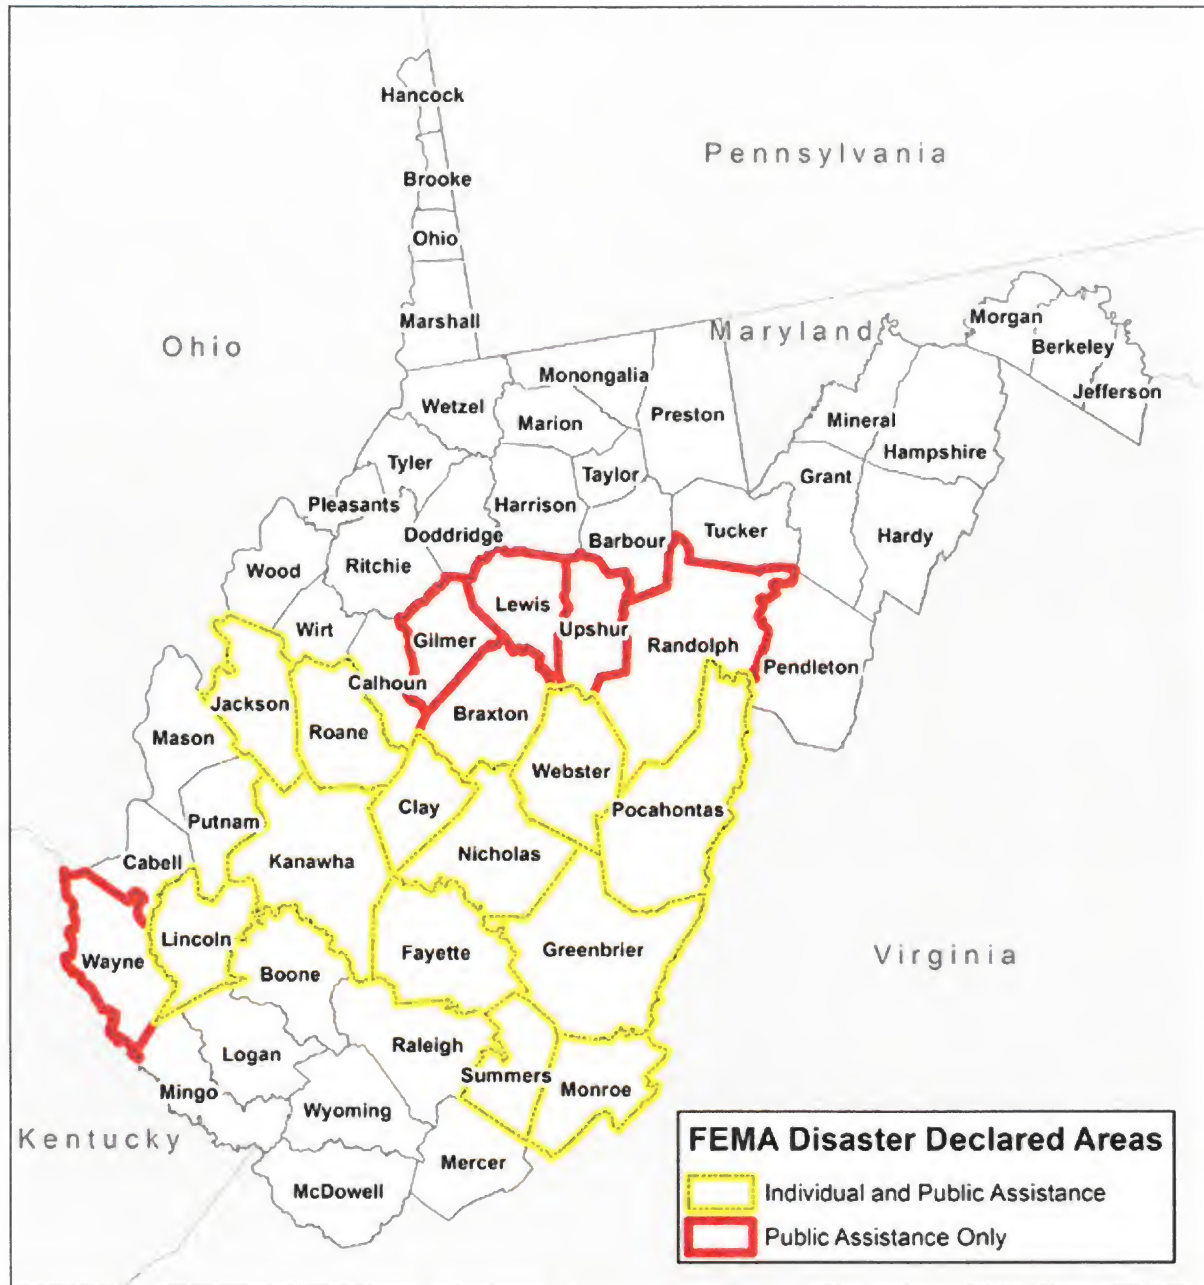 Hancock
Pennsylvania
Brooke
Ohio
Marshall
Ohio
Maryland
Morgan
Berkeley
Jefferson
Monongalia
Wetzel
Marion
Preston
Mineral
Hampshire
Tyler
Taylor
Grant
Pleasants
Harrison
Doddridge
Barbour
Tucker
Hardy
Wood
Ritchie
Lewis
Wirt
Gilmer
Upshur
Randolph
Pendleton
Calhoun
Jackson
Braxton
Roane
Mason
Webster
Clay
Pocahontas
Putnam
Nicholas
Cabell
Kanawha
Lincoln
Fayette
Greenbrier
Wayne
Boone
Virginia
Logan
Raleigh
Summers
Monroe
Mingo
Wyoming
Kentucky
Mercer
McDowell
FEMA Disaster Declared Areas
Individual and Public Assistance
Public Assistance Only